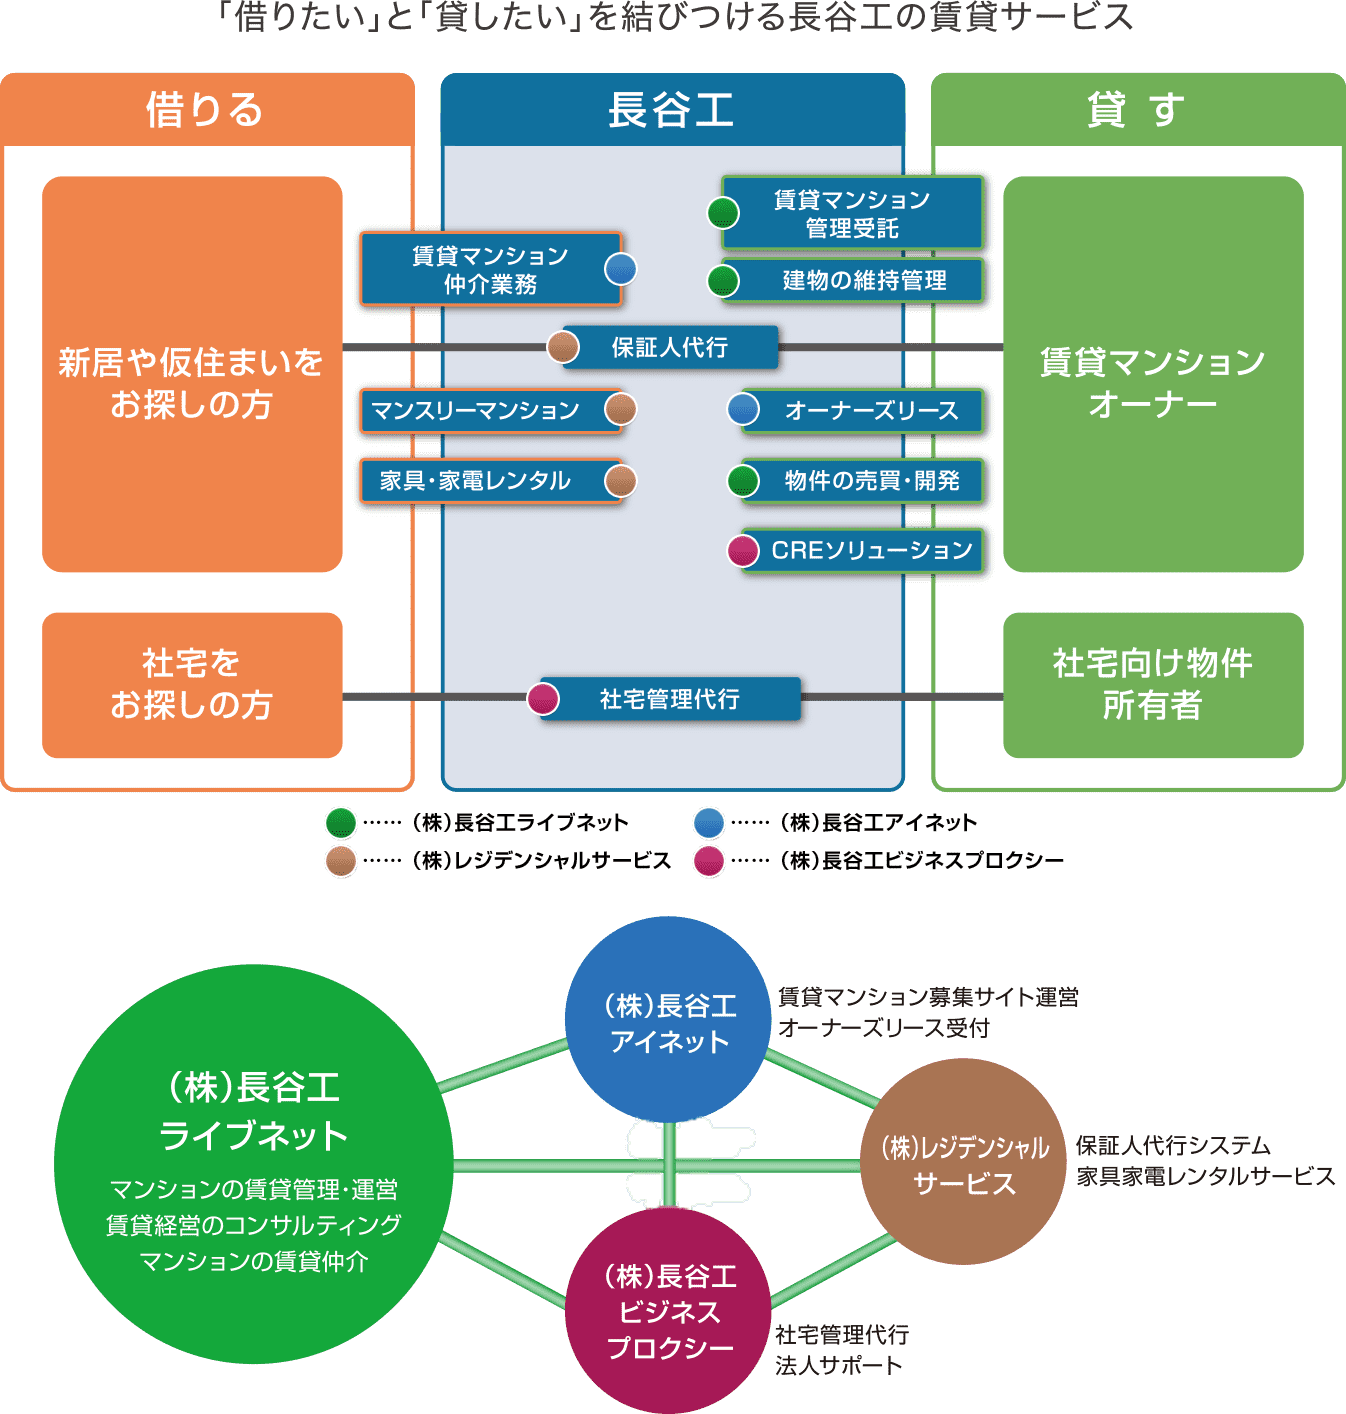 「借りたい」と「貸したい」を結びつける長谷工の賃貸サービス
借りる
長谷工
貸 す
新居や仮住まいを
お探しの方
社宅を
お探しの方
賃貸マンション
仲介業務
保証人代行
マンスリーマンション
家具・家電レンタル
賃貸マンション
管理受託
建物の維持管理
オーナーズリース
物件の売買・開発
CREソリューション
社宅管理代行
賃貸マンション
オーナー
社宅向け物件
所有者
……（株）長谷工ライブネット
……（株）長谷工アイネット
……（株）レジデンシャルサービス
……（株）長谷工ビジネスプロクシー
（株）長谷工
ライブネット
マンションの賃貸管理・運営
賃貸経営のコンサルティング
マンションの賃貸仲介
（株）長谷工
アイネット
賃貸マンション募集サイト運営
オーナーズリース受付
（株）レジデンシャル
サービス
保証人代行システム
家具家電レンタルサービス
（株）長谷工
ビジネス
プロクシー
社宅管理代行
法人サポート